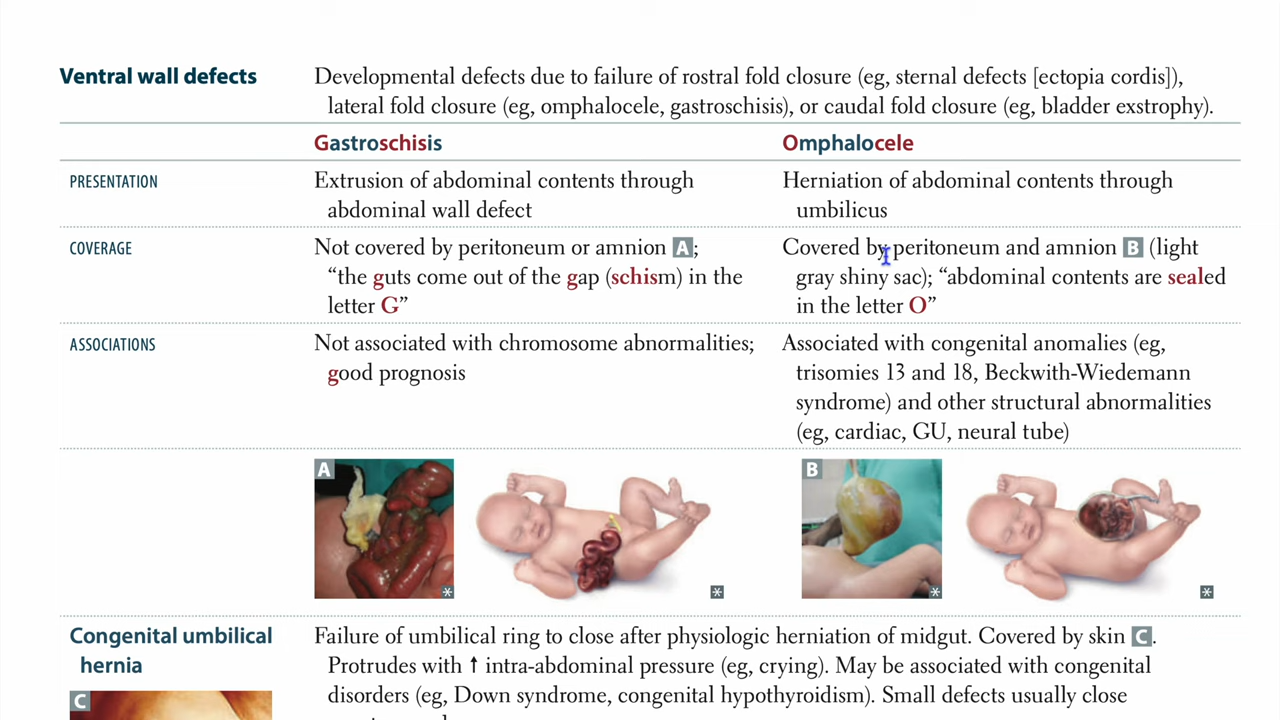 Ventral wall defects
Developmental defects due to failure of rostral fold closure (eg, sternal defects [ectopia cordis]),
lateral fold closure (eg, omphalocele, gastroschisis), or caudal fold closure (eg, bladder exstrophy).
Gastroschisis
Omphalocele
PRESENTATION
Extrusion of abdominal contents through
abdominal wall defect
Herniation of abdominal contents through
umbilicus
COVERAGE
Not covered by peritoneum or amnion A;
“the guts come out of the gap (schism) in the
letter G”
Covered by peritoneum and amnion B (light
gray shiny sac); “abdominal contents are sealed
in the letter O”
ASSOCIATIONS
Not associated with chromosome abnormalities;
good prognosis
Associated with congenital anomalies (eg,
trisomies 13 and 18, Beckwith-Wiedemann
syndrome) and other structural abnormalities
(eg, cardiac, GU, neural tube)
A
B
Congenital umbilical
hernia
Failure of umbilical ring to close after physiologic herniation of midgut. Covered by skin C.
Protrudes with ↑ intra-abdominal pressure (eg, crying). May be associated with congenital
disorders (eg, Down syndrome, congenital hypothyroidism). Small defects usually close
C